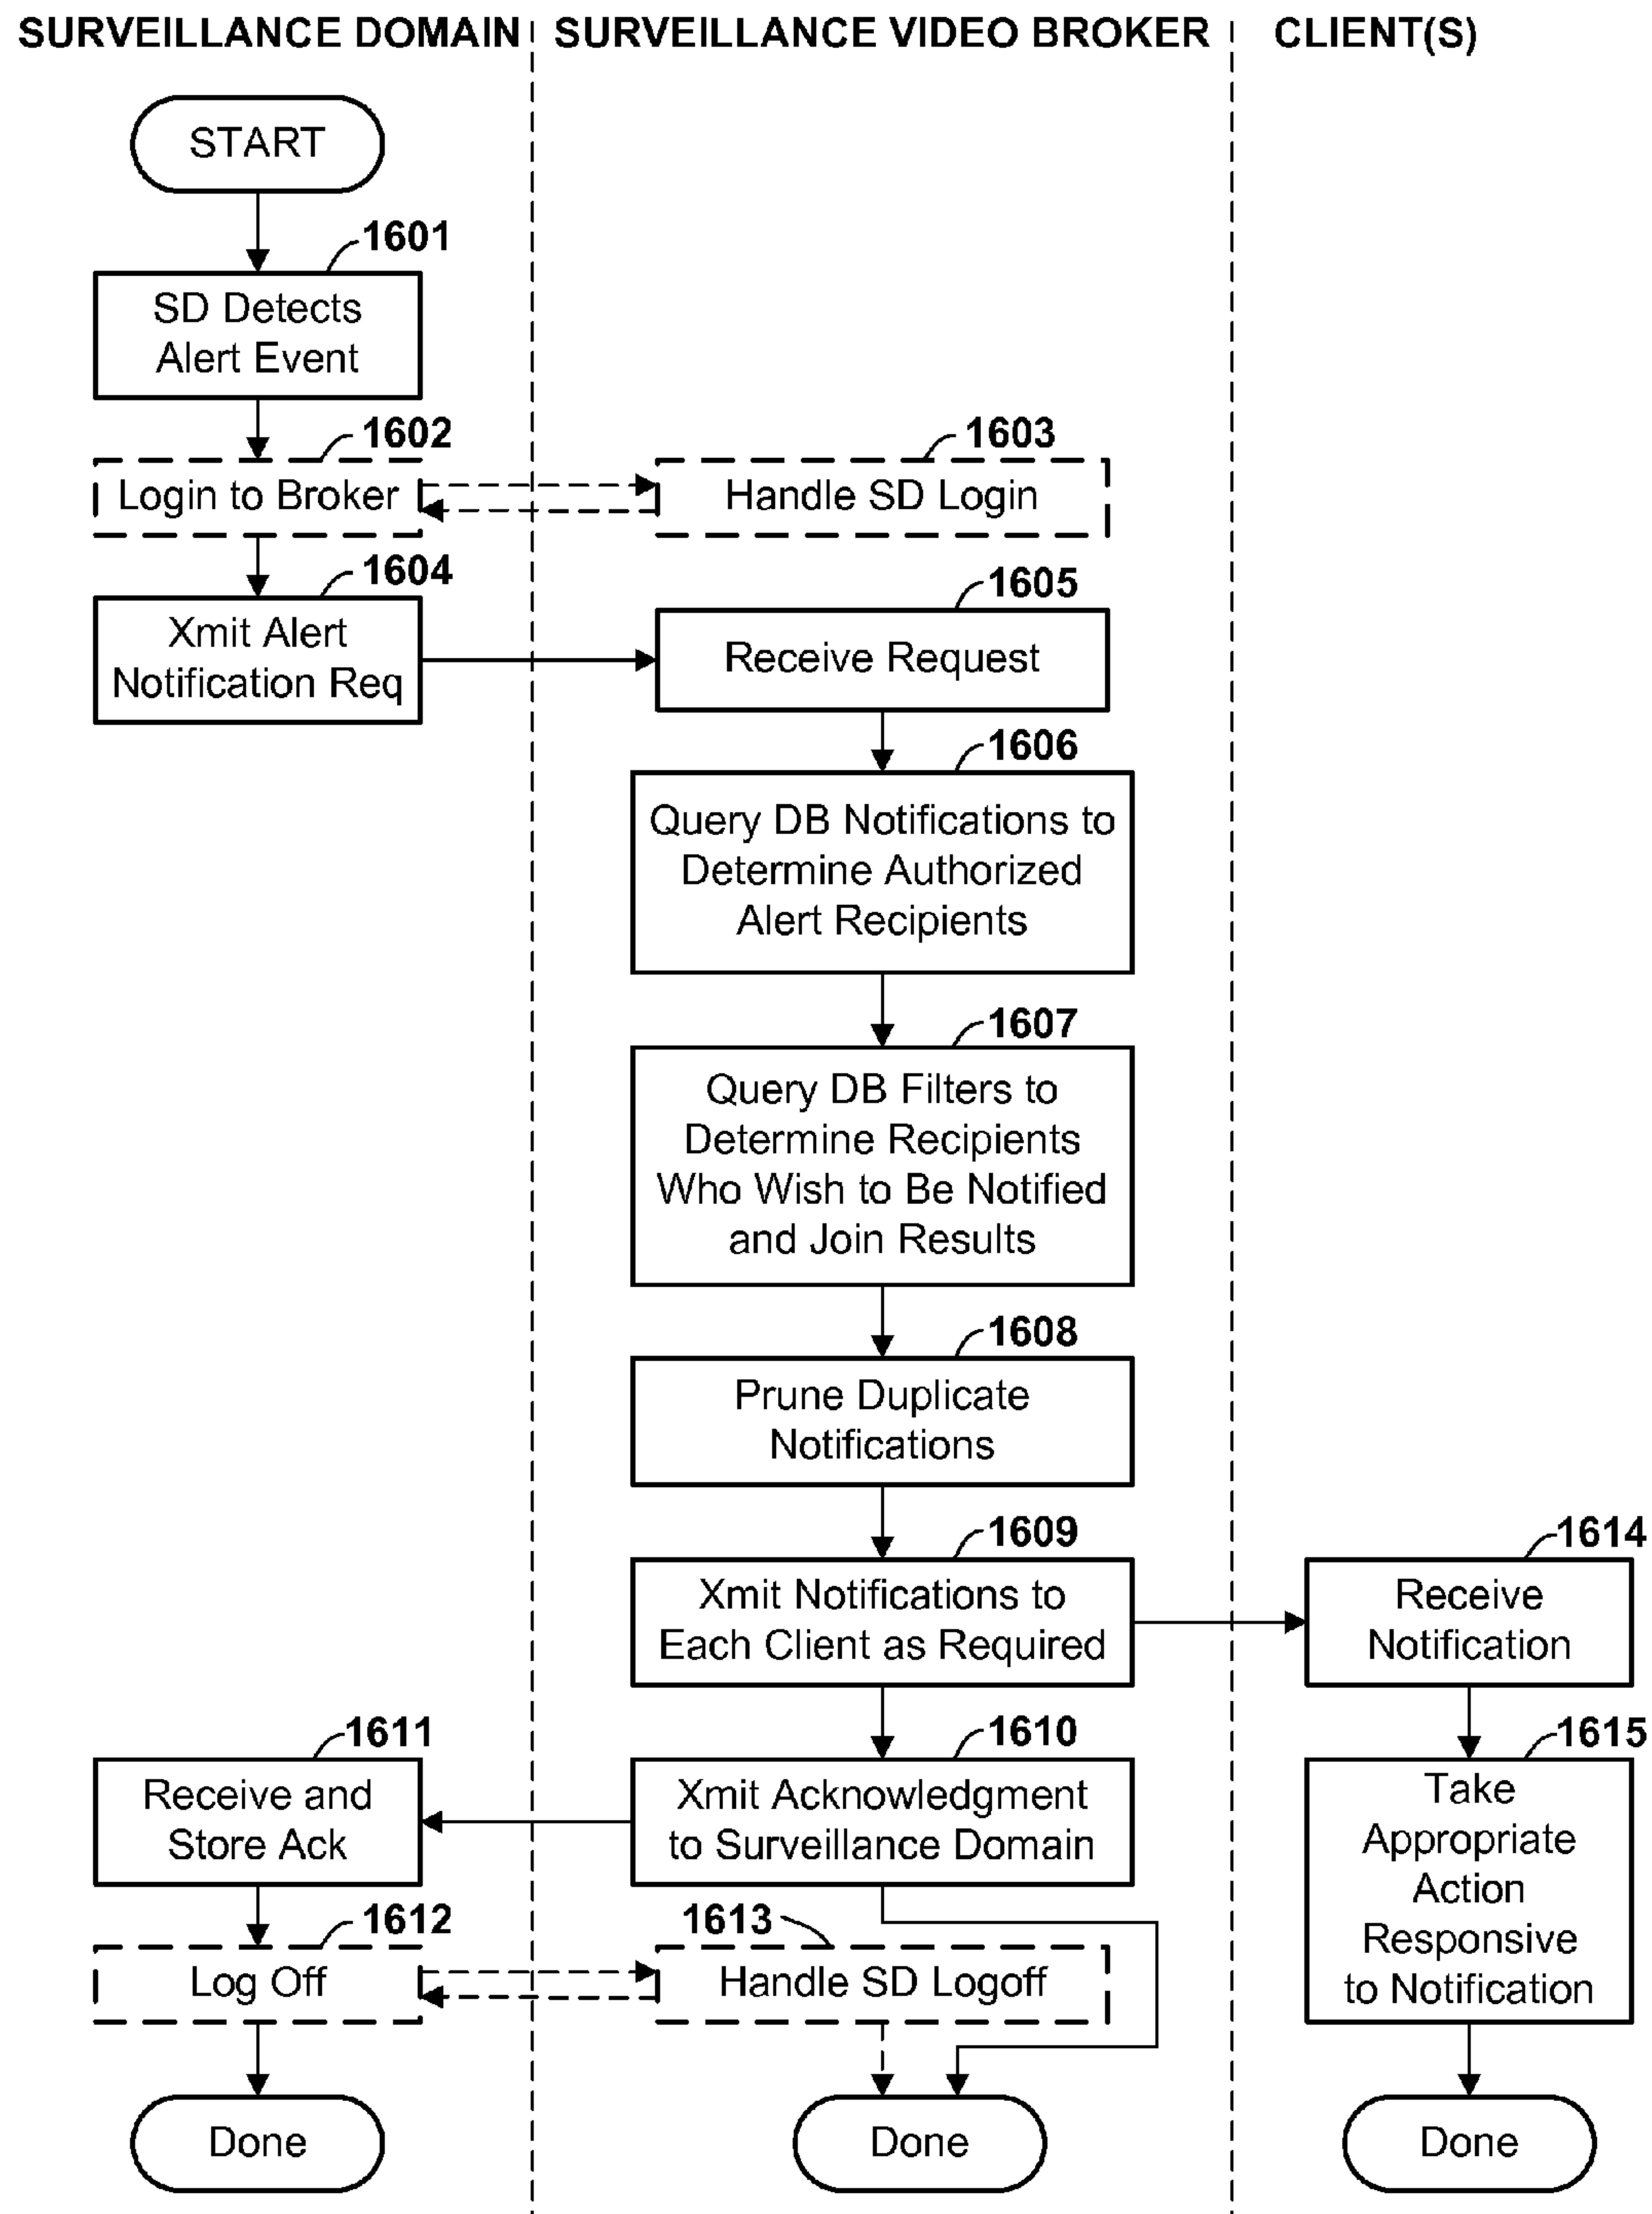 SURVEILLANCE DOMAIN
SURVEILLANCE VIDEO BROKER
CLIENT(S)
START
1601
SD Detects
Alert Event
1602
Login to Broker
1603
Handle SD Login
1604
Xmit Alert
Notification Req
1605
Receive Request
1606
Query DB Notifications to
Determine Authorized
Alert Recipients
1607
Query DB Filters to
Determine Recipients
Who Wish to Be Notified
and Join Results
1608
Prune Duplicate
Notifications
1609
Xmit Notifications to
Each Client as Required
1614
Receive
Notification
1611
Receive and
Store Ack
1610
Xmit Acknowledgment
to Surveillance Domain
1615
Take
Appropriate
Action
Responsive
to Notification
1612
Log Off
1613
Handle SD Logoff
Done
Done
Done